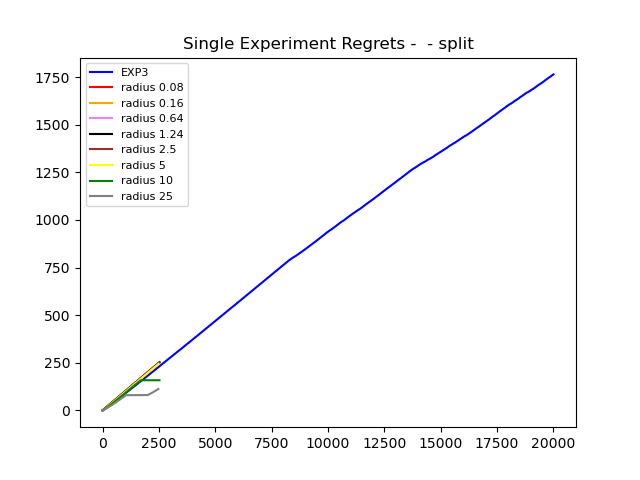 Single Experiment Regrets -  - split
EXP3
radius 0.08
radius 0.16
radius 0.64
radius 1.24
radius 2.5
radius 5
radius 10
radius 25
1750
1500
1250
1000
750
500
250
0
0 2500 5000 7500 10000 12500 15000 17500 20000